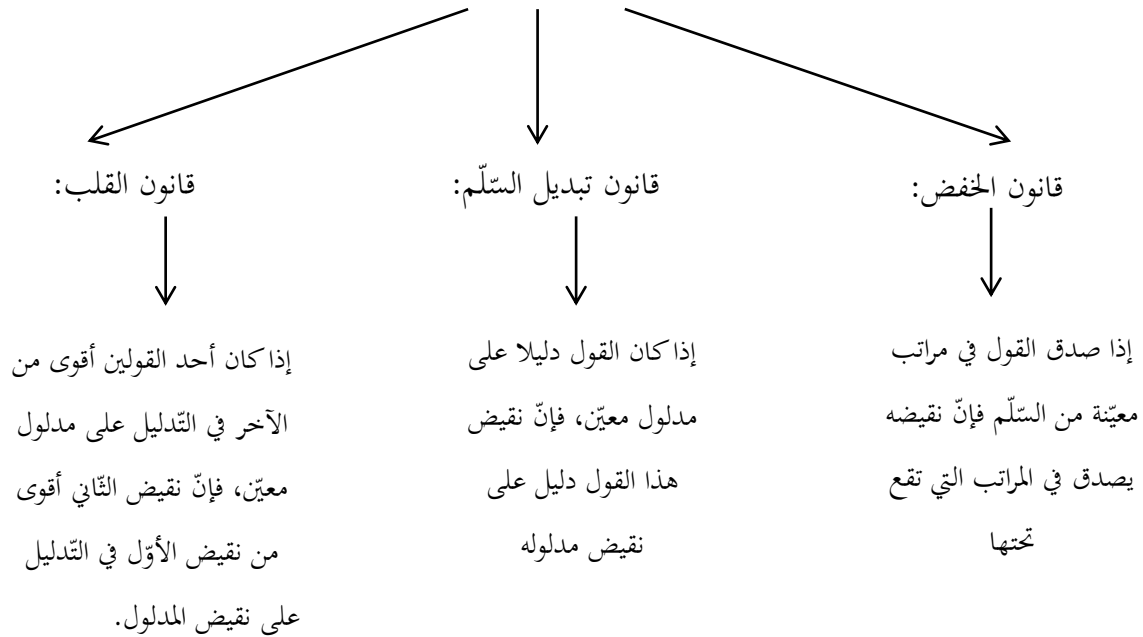 قانون الخفض:
إذا صدق القول في مراتب
معيّنة من السّلّم فإنّ نقيضه
يصدق في المراتب التي تقع
تحتها
قانون تبديل السّلّم:
إذا كان القول دليلا على
مدلول معيّن، فإنّ نقيض
هذا القول دليل على
نقيض مدلوله
قانون القلب:
إذا كان أحد القولين أقوى من
الآخر في التّدليل على مدلول
معيّن، فإنّ نقيض الثّاني أقوى
من نقيض الأوّل في التّدليل
على نقيض المدلول.